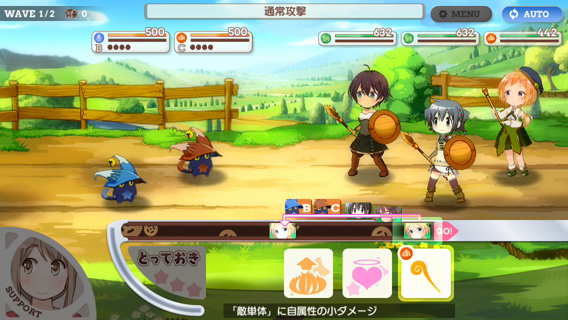 WAVE 1/2
0
通常攻撃
MENU
AUTO
500
B
500
C
632
632
442
B
C
GO!
とっておき
SUPPORT
「敵単体」に自属性の小ダメージ